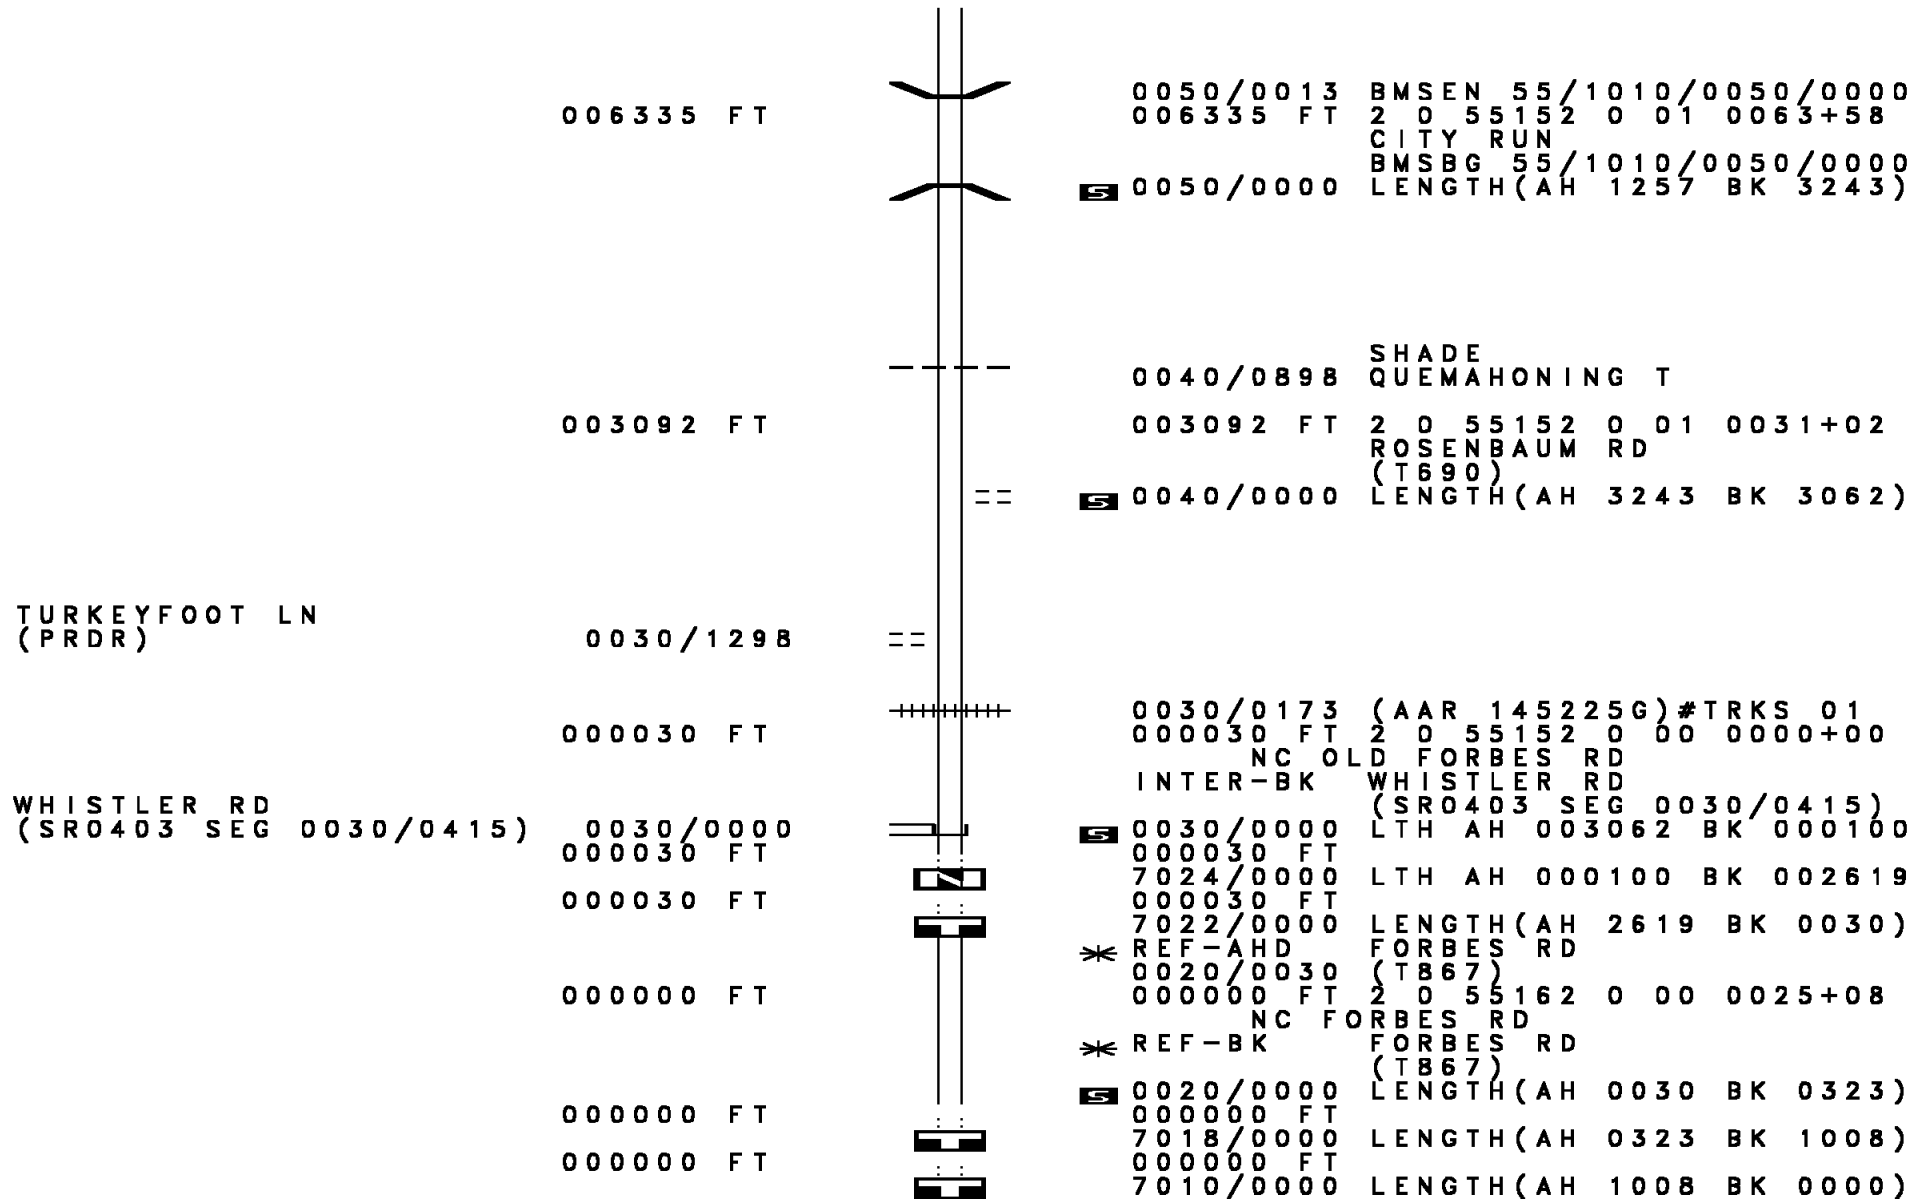 0050/0013 BMSEN 55/1010/0050/0000
006335 FT 006335 FT 2 0 55152 0 01 0063+58
CITY RUN
BMSBG 55/1010/0050/0000
S 0050/0000 LENGTH(AH 1257 BK 3243)
SHADE
0040/0898 QUEMAHONING T
003092 FT 003092 FT 2 0 55152 0 01 0031+02
ROSENBAUM RD
(T690)
S 0040/0000 LENGTH(AH 3243 BK 3062)
TURKEYFOOT LN
(PRDR) 0030/1298
0030/0173 (AAR 145225G)#TRKS 01
000030 FT 000030 FT 2 0 55152 0 00 0000+00
NC OLD FORBES RD
INTER-BK WHISTLER RD
WHISTLER RD (SR0403 SEG 0030/0415)
(SR0403 SEG 0030/0415) 0030/0000 S 0030/0000 LTH AH 003062 BK 000100
000030 FT 000030 FT
7024/0000 LTH AH 000100 BK 002619
000030 FT 000030 FT
7022/0000 LENGTH(AH 2619 BK 0030)
* REF-AHD FORBES RD
0020/0030 (T867)
000000 FT 000000 FT 2 0 55162 0 00 0025+08
NC FORBES RD
* REF-BK FORBES RD
(T867)
S 0020/0000 LENGTH(AH 0030 BK 0323)
000000 FT 000000 FT
7018/0000 LENGTH(AH 0323 BK 1008)
000000 FT 000000 FT
7010/0000 LENGTH(AH 1008 BK 0000)